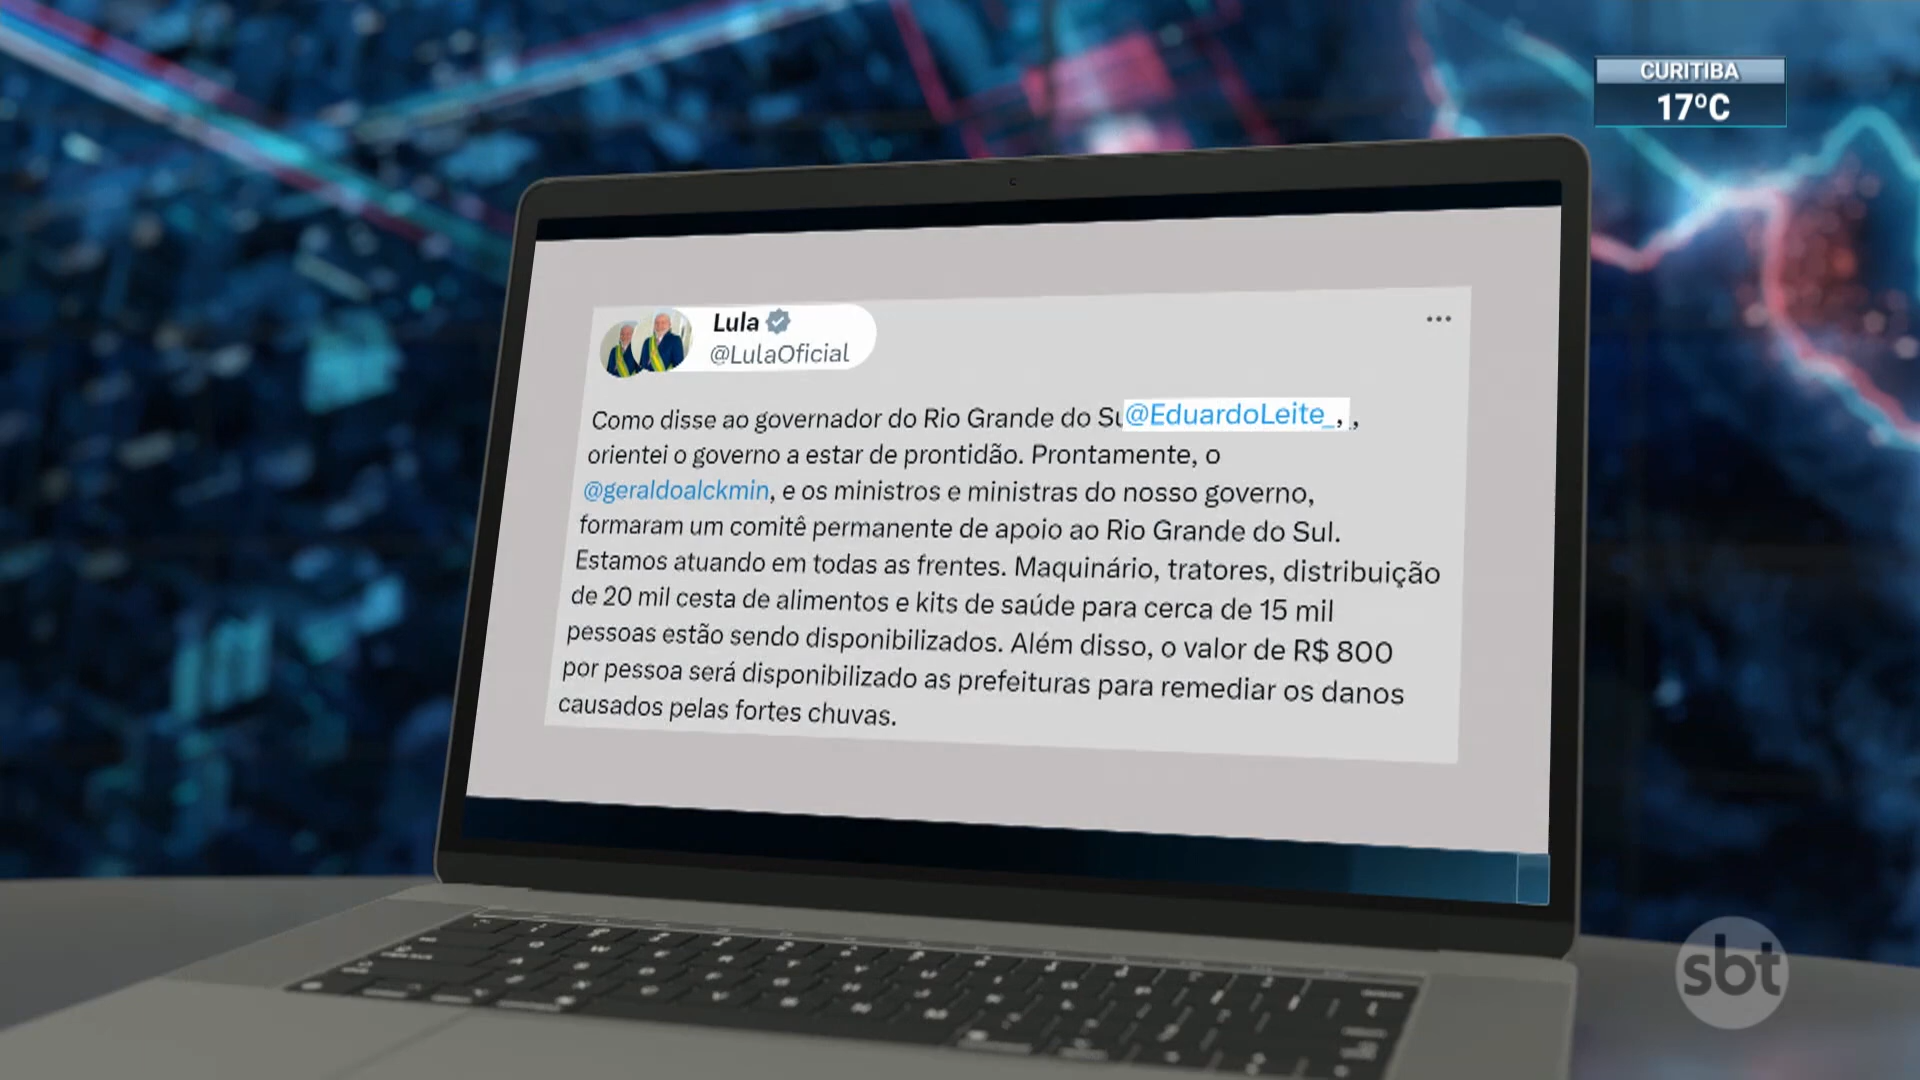 CURITIBA
17ºC
Lula
@LulaOficial
Como disse ao governador do Rio Grande do Su @EduardoLeite_, ,
orientei o governo a estar de prontidão. Prontamente, o
@geraldoalckmin, e os ministros e ministras do nosso governo,
formaram um comitê permanente de apoio ao Rio Grande do Sul.
Estamos atuando em todas as frentes. Maquinário, tratores, distribuição
de 20 mil cesta de alimentos e kits de saúde para cerca de 15 mil
pessoas estão sendo disponibilizados. Além disso, o valor de R$ 800
por pessoa será disponibilizado as prefeituras para remediar os danos
causados pelas fortes chuvas.
sbt